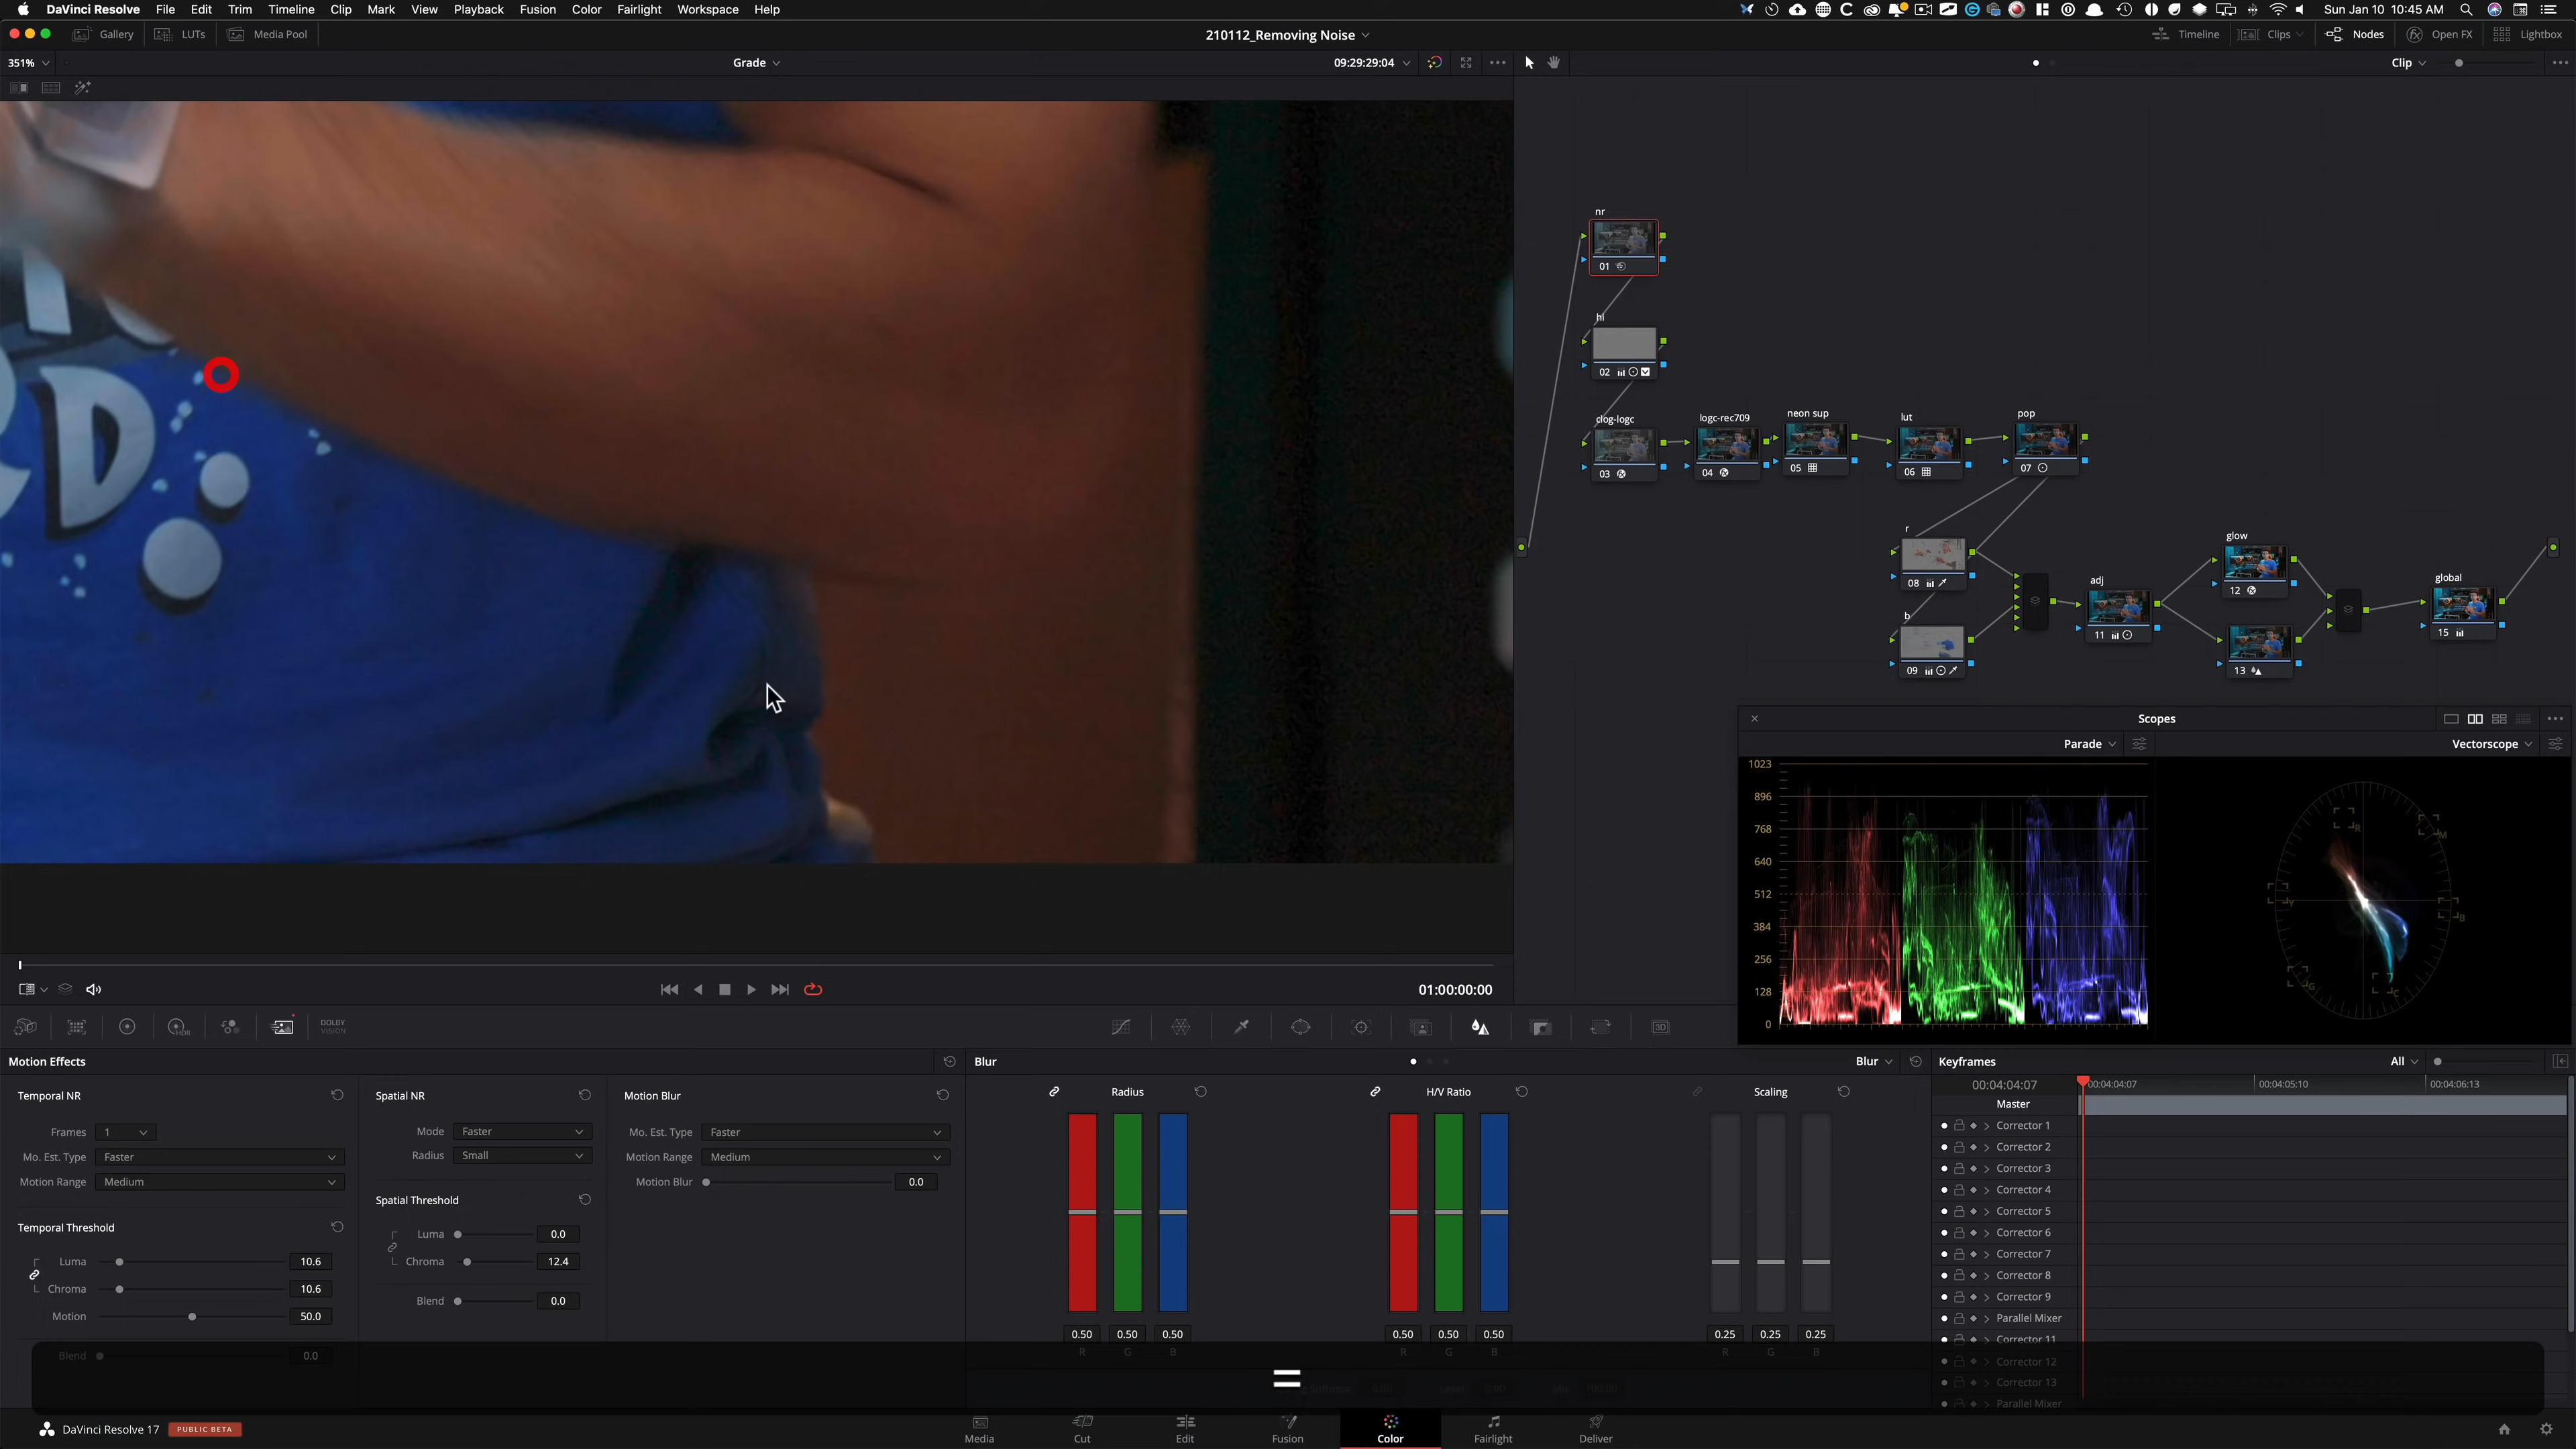 DaVinci Resolve File Edit Trim Timeline Clip Mark View Playback Fusion Color Fairlight Workspace Help Sun Jan 10 10:45 AM
Gallery LUTs Media Pool 210112_Removing Noise Timeline Clips Nodes Open FX Lightbox
351% Grade 09:29:29:04 Clip
nr
01
hl
02
clog-logc logc-rec709 neon sup lut pop
03 04 05 06 07
r
08
b
09
adj
11
glow
12
13
global
15
D
Scopes
Parade Vectorscope
1023
896
768
640
512
384
256
128
0
R
M
B
C
G
Y
01:00:00:00
HDR
DOLBY
VISION
3D
Motion Effects
Temporal NR
Frames 1
Mo. Est. Type Faster
Motion Range Medium
Temporal Threshold
Luma 10.6
Chroma 10.6
Motion 50.0
Blend 0.0
Spatial NR
Mode Faster
Radius Small
Spatial Threshold
Luma 0.0
Chroma 12.4
Blend 0.0
Motion Blur
Mo. Est. Type Faster
Motion Range Medium
Motion Blur 0.0
Blur Blur
Radius H/V Ratio Scaling
0.50 0.50 0.50 0.50 0.50 0.50 0.25 0.25 0.25
R G B R G B R G B
Keyframes All
00:04:04:07 00:04:04:07 00:04:05:10 00:04:06:13
Master
Corrector 1
Corrector 2
Corrector 3
Corrector 4
Corrector 5
Corrector 6
Corrector 7
Corrector 8
Corrector 9
Parallel Mixer
Corrector 11
Corrector 12
Corrector 13
Parallel Mixer
=
DaVinci Resolve 17 PUBLIC BETA Media Cut Edit Fusion Color Fairlight Deliver